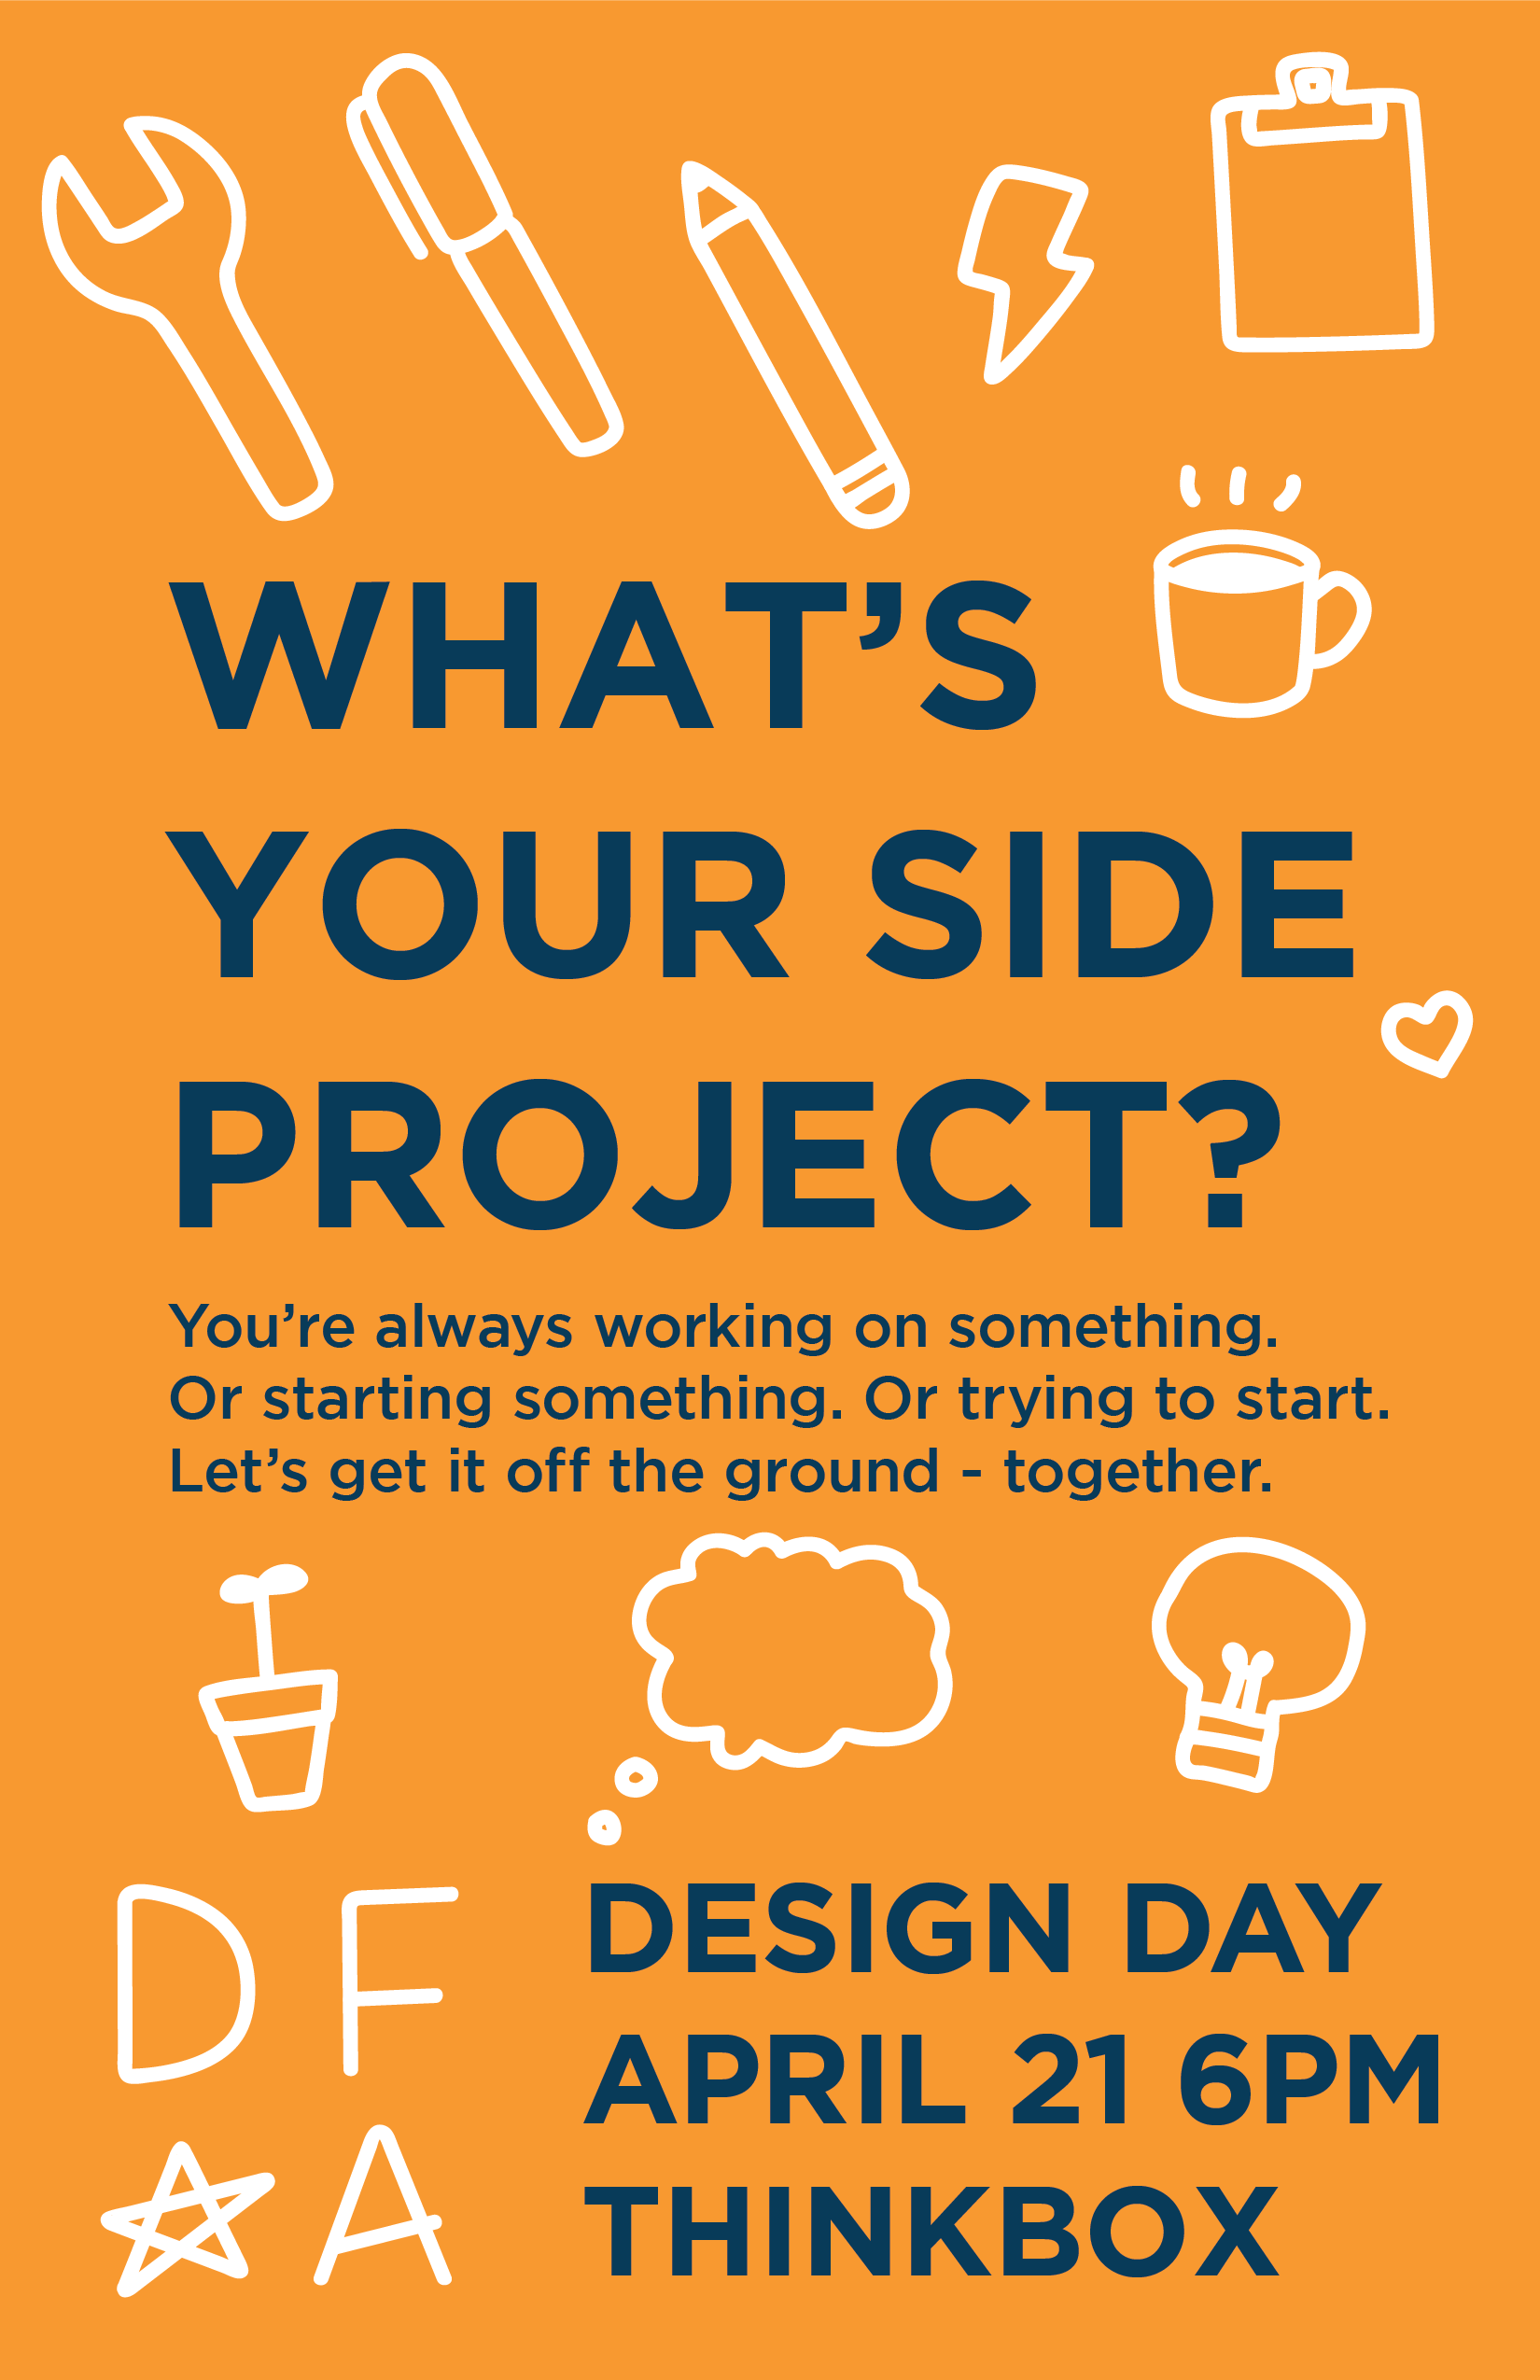 WHAT’S
YOUR SIDE
PROJECT?
You’re always working on something.
Or starting something. Or trying to start.
Let’s get it off the ground - together.
D F
A
DESIGN DAY
APRIL 21 6PM
THINKBOX